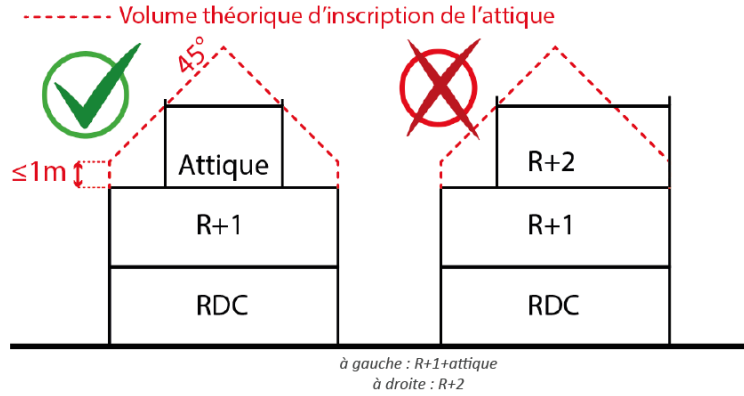 Volume théorique d’inscription de l’attique
45°
≤1m
Attique
R+1
RDC
R+2
R+1
RDC
à gauche : R+1+attique
à droite : R+2